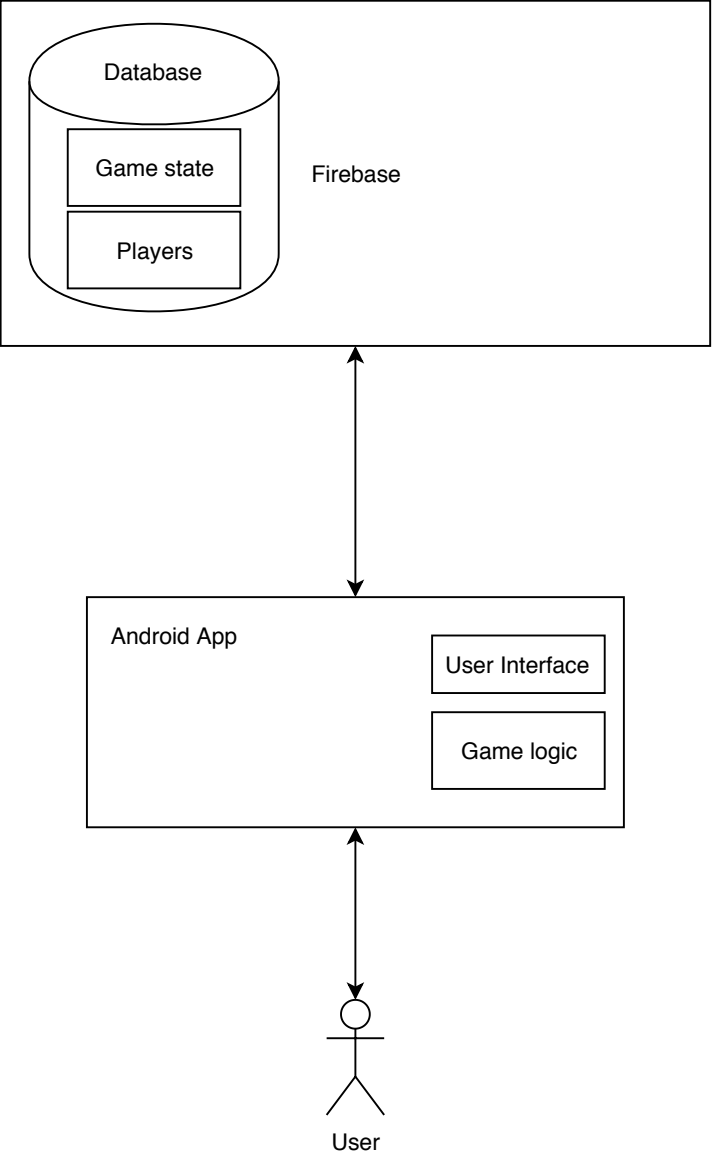 Database
Game state
Firebase
Players
Android App
User Interface
Game logic
User